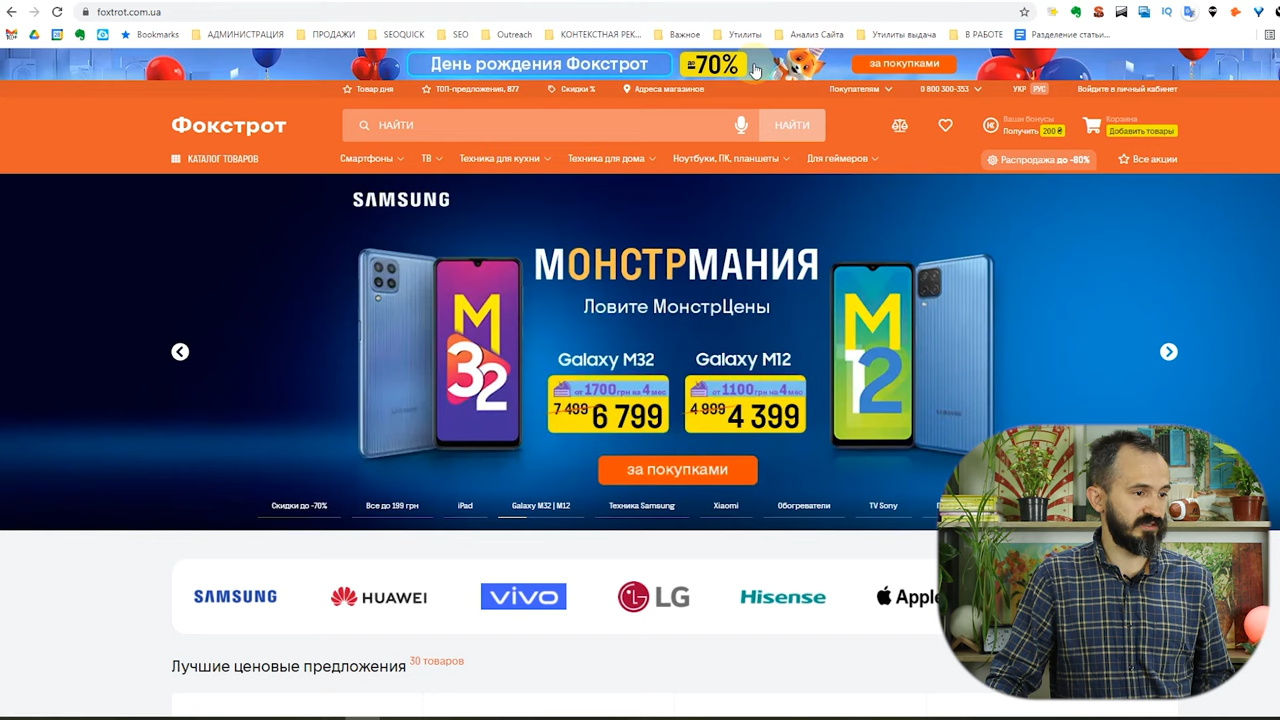 foxtrot.com.ua
Bookmarks АДМИНИСТРАЦИЯ ПРОДАЖИ SEOQUICK SEO Outreach КОНТЕКСТНАЯ РЕК... Важное Утилиты Анализ Сайта Утилиты выдача В РАБОТЕ Разделение статьи...
День рождения Фокстрот до -70% за покупками
Товар дня ТОП-предложения, 877 Скидки % Адреса магазинов Покупателям 0 800 300-353 УКР РУС Войдите в личный кабинет
Фокстрот НАЙТИ НАЙТИ
Ваши бонусы
Получить 200 ₴
Корзина
Добавить товары
КАТАЛОГ ТОВАРОВ Смартфоны ТВ Техника для кухни Техника для дома Ноутбуки, ПК, планшеты Для геймеров Распродажа до -80% Все акции
SAMSUNG
МОНСТРМАНИЯ
Ловите МонстрЦены
Galaxy M32 Galaxy M12
от 1700 грн на 4 мес от 1100 грн на 4 мес
7 499 6 799 4 999 4 399
M
32
M
12
SAMSUNG
за покупками
Скидки до -70% Все до 199 грн iPad Galaxy M32 | M12 Техника Samsung Xiaomi Обогреватели TV Sony
SAMSUNG HUAWEI vivo LG Hisense Apple
Лучшие ценовые предложения 30 товаров